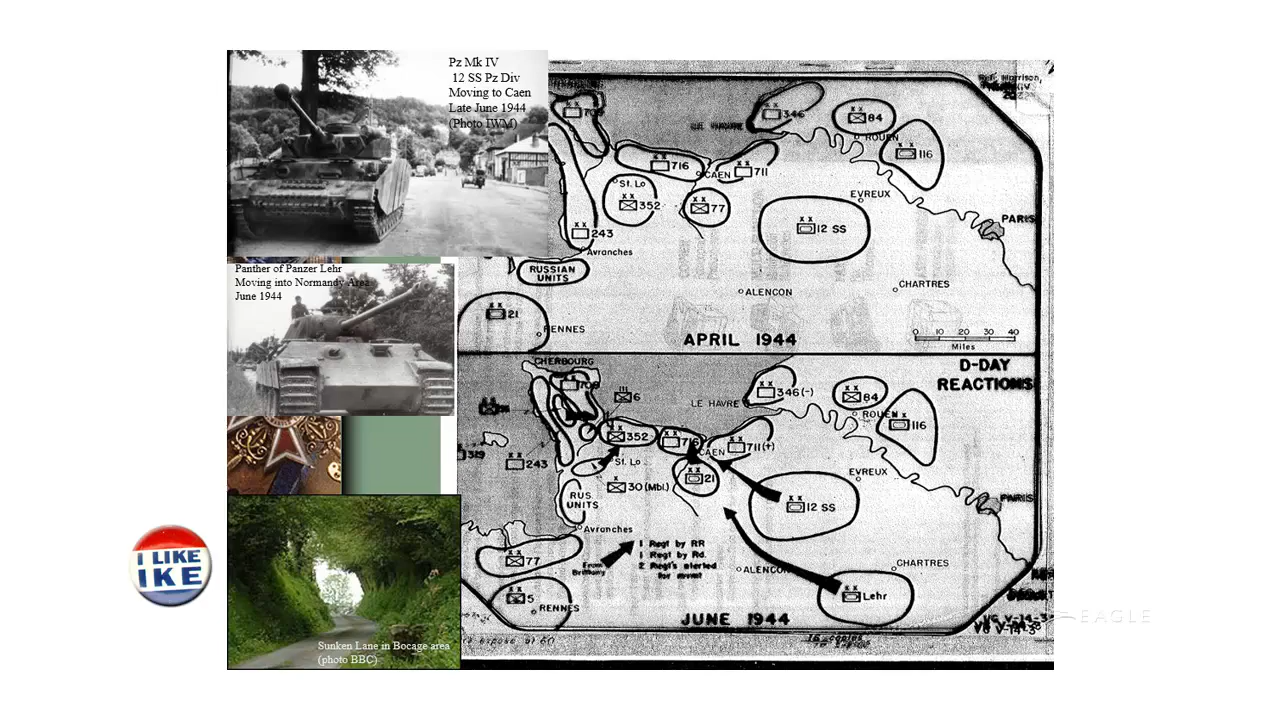 Pz Mk IV
12 SS Pz Div
Moving to Caen
Late June 1944
(Photo IWM)
Panther of Panzer Lehr
Moving into Normandy Area
June 1944
I LIKE
IKE
Sunken Lane in Bocage area
(photo BBC)
709
LE HAVRE
346
84
ROUEN
116
716
CAEN
711
St. Lo
352
77
EVREUX
12 SS
PARIS
243
Avranches
RUSSIAN
UNITS
ALENCON
CHARTRES
21
RENNES
0 10 20 30 40
Miles
APRIL 1944
CHERBOURG
D-DAY
REACTIONS
709
6
LE HAVRE
346(-)
84
ROUEN
116
352
716
CAEN
711(+)
319
243
St. Lo
21
EVREUX
30 (Mbl.)
12 SS
PARIS
RUS.
UNITS
Avranches
1 Regt by RR
1 Regt by Rd.
2 Regt's alerted
for movt
From
Brittany
77
ALENCON
CHARTRES
5
RENNES
Lehr
JUNE 1944
EAGLE
16 copies